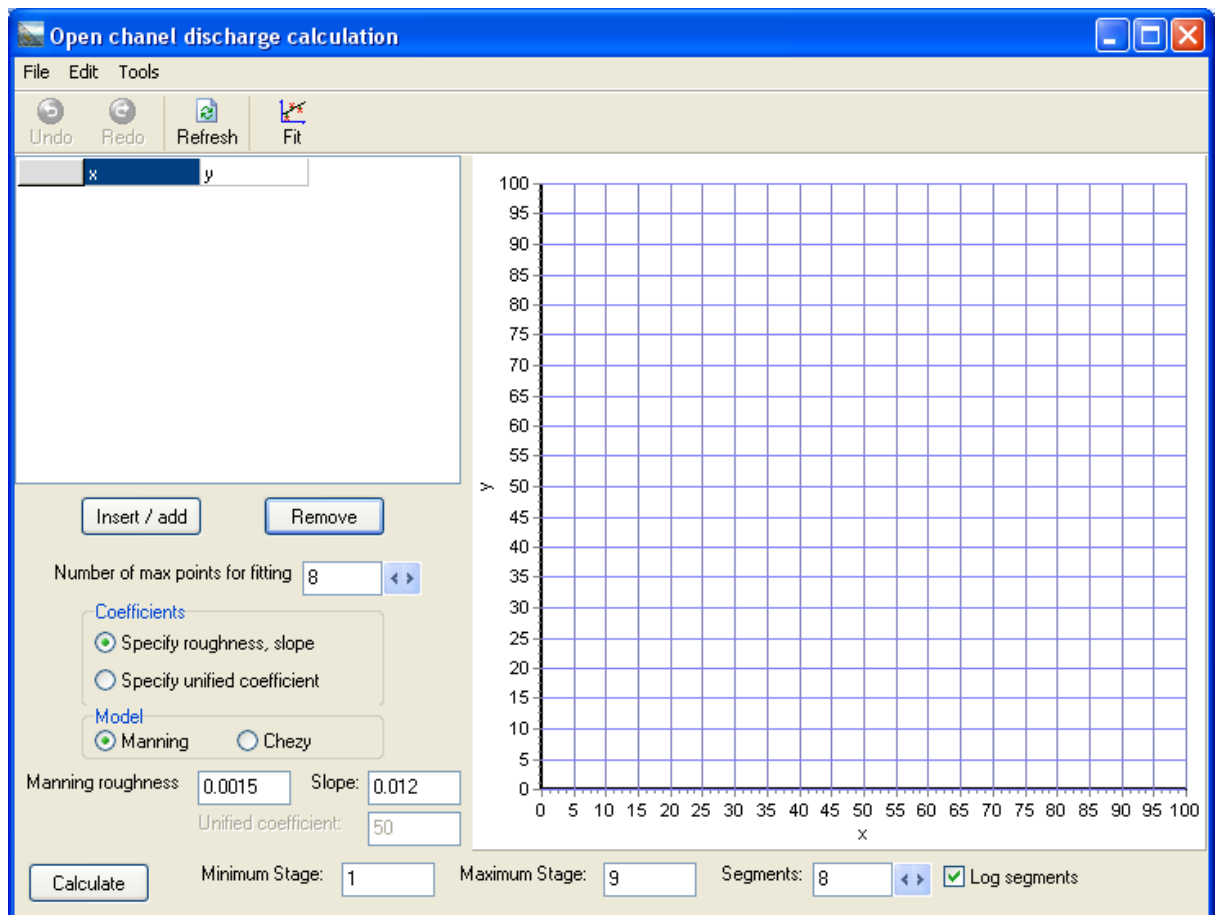 Open chanel discharge calculation
File Edit Tools
Undo Redo Refresh Fit
x y
Insert / add Remove
Number of max points for fitting 8
Coefficients
Specify roughness, slope
Specify unified coefficient
Model
Manning Chezy
Manning roughness 0.0015 Slope: 0.012
Unified coefficient: 50
100
95
90
85
80
75
70
65
60
55
y 50
45
40
35
30
25
20
15
10
5
0
0 5 10 15 20 25 30 35 40 45 50 55 60 65 70 75 80 85 90 95 100
x
Calculate Minimum Stage: 1 Maximum Stage: 9 Segments: 8 Log segments